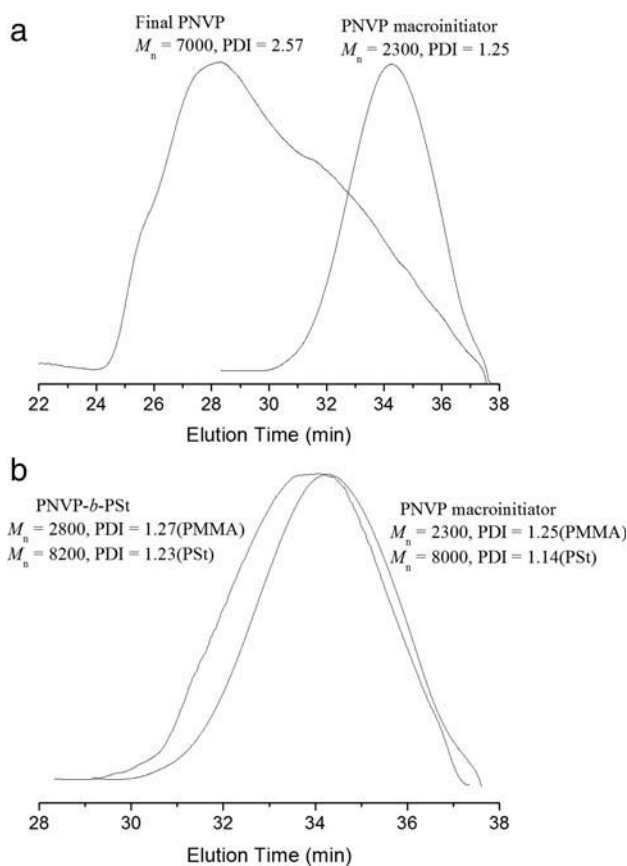 a
Final PNVP
Mn = 7000, PDI = 2.57
PNVP macroinitiator
Mn = 2300, PDI = 1.25
22 24 26 28 30 32 34 36 38
Elution Time (min)
b
PNVP-b-PSt
Mn = 2800, PDI = 1.27(PMMA)
Mn = 8200, PDI = 1.23(PSt)
PNVP macroinitiator
Mn = 2300, PDI = 1.25(PMMA)
Mn = 8000, PDI = 1.14(PSt)
28 30 32 34 36 38
Elution Time (min)